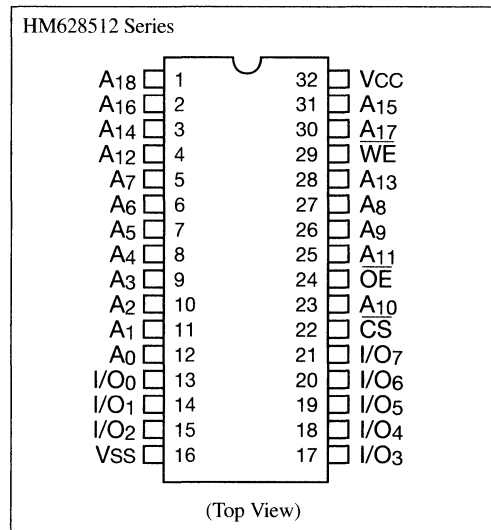 HM628512 Series
A18 1 32 VCC
A16 2 31 A15
A14 3 30 A17
A12 4 29 W̅E̅
A7 5 28 A13
A6 6 27 A8
A5 7 26 A9
A4 8 25 A11
A3 9 24 O̅E̅
A2 10 23 A10
A1 11 22 C̅S̅
A0 12 21 I/O7
I/O0 13 20 I/O6
I/O1 14 19 I/O5
I/O2 15 18 I/O4
VSS 16 17 I/O3
(Top View)